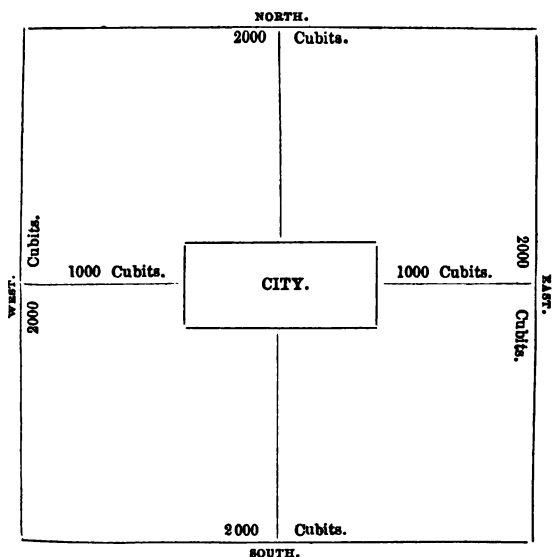 NORTH.
2000 Cubits.
WEST.
2000 Cubits.
1000 Cubits.
CITY.
1000 Cubits.
2000 Cubits.
EAST.
2000 Cubits.
SOUTH.